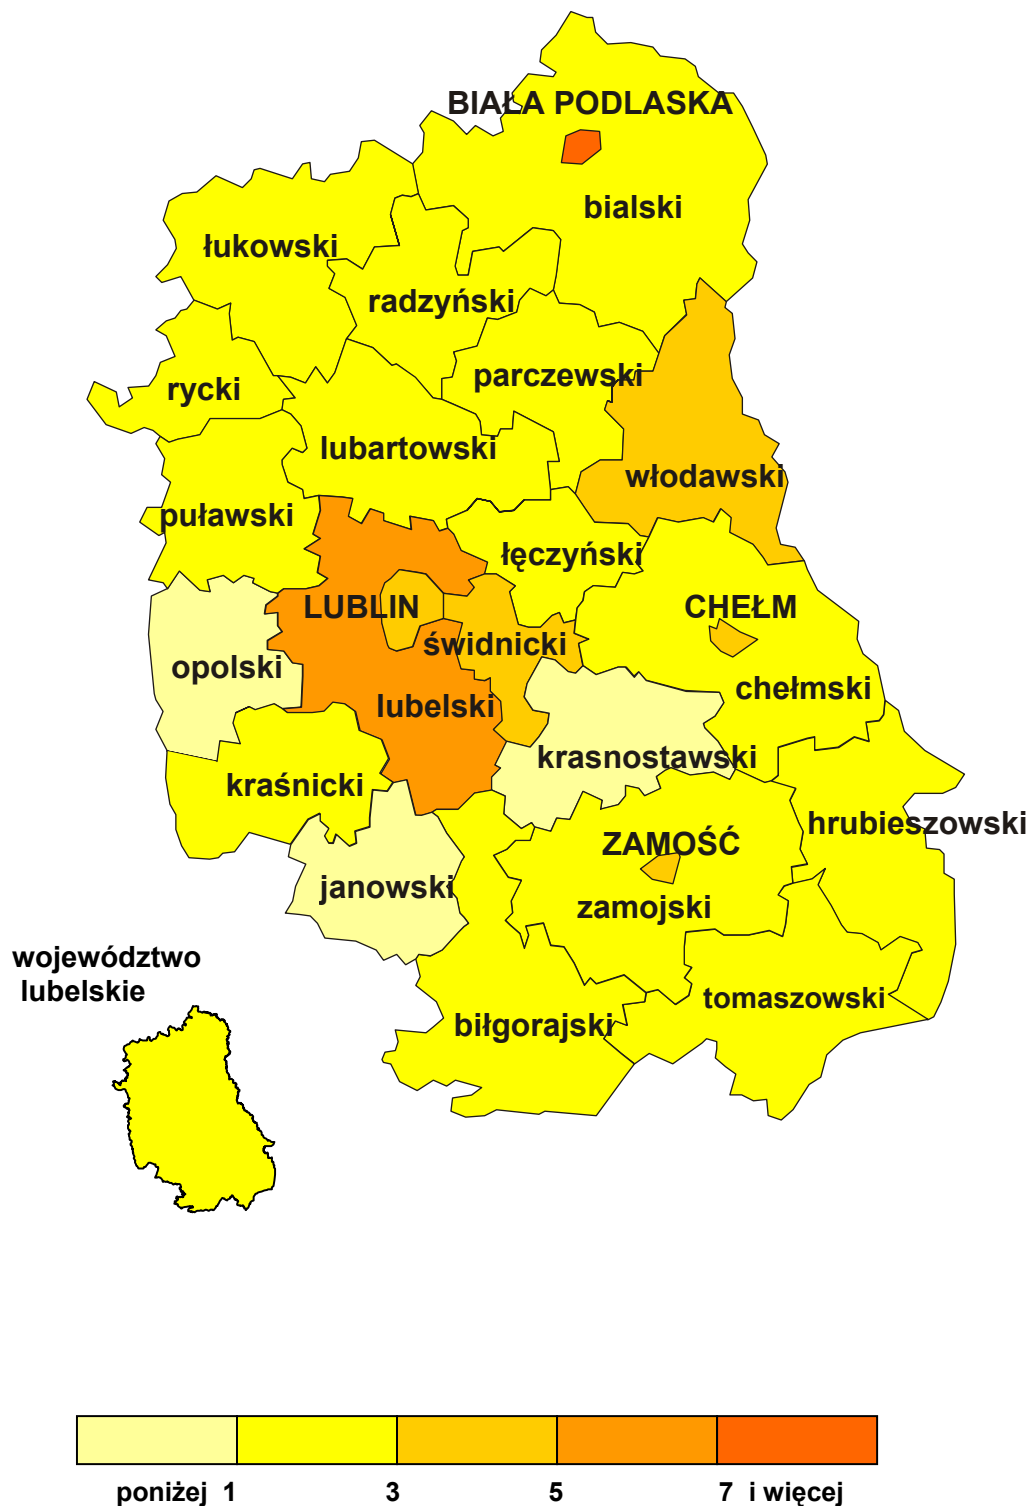 BIAŁA PODLASKA
bialski
łukowski
radzyński
parczewski
rycki
lubartowski
włodawski
puławski
łęczyński
LUBLIN
CHEŁM
świdnicki
opolski
chełmski
lubelski
krasnostawski
kraśnicki
hrubieszowski
ZAMOŚĆ
janowski
zamojski
województwo
lubelskie
tomaszowski
biłgorajski
poniżej 1 3 5 7 i więcej